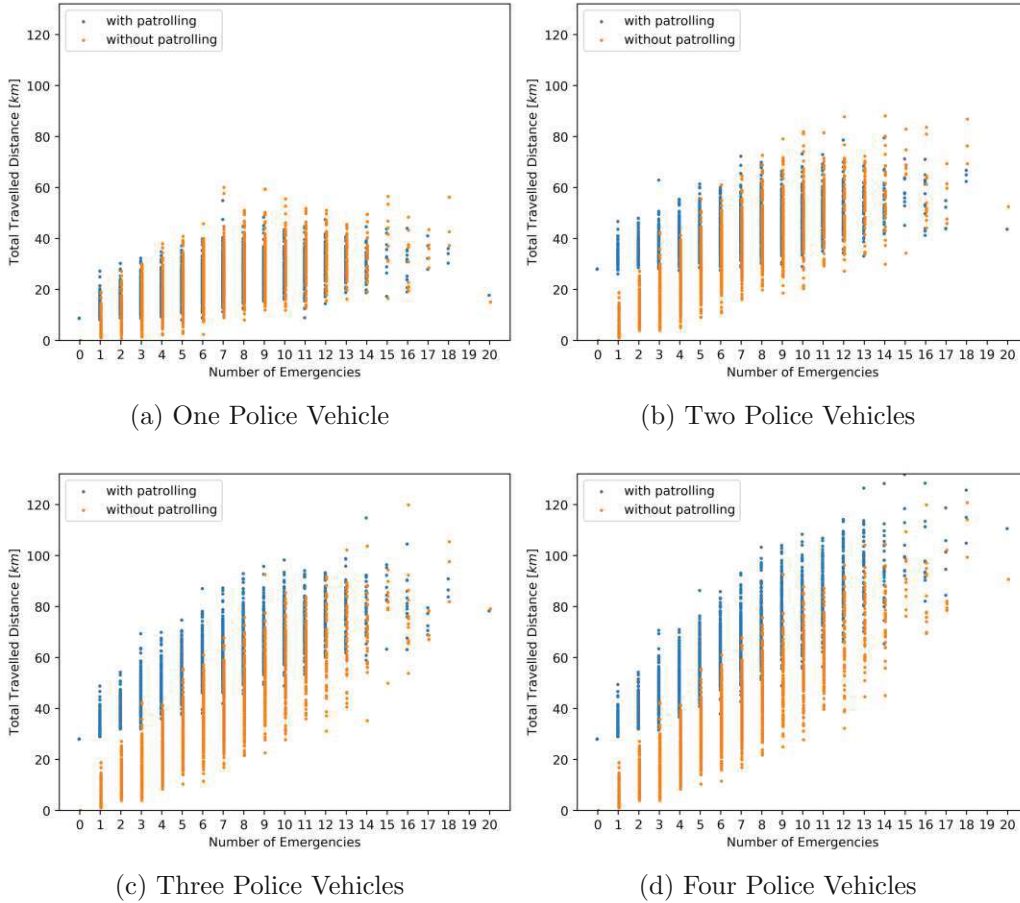 with patrolling
without patrolling
120
100
80
60
40
20
0
Total Travelled Distance [km]
0 1 2 3 4 5 6 7 8 9 10 11 12 13 14 15 16 17 18 19 20
Number of Emergencies
(a) One Police Vehicle
with patrolling
without patrolling
120
100
80
60
40
20
0
Total Travelled Distance [km]
0 1 2 3 4 5 6 7 8 9 10 11 12 13 14 15 16 17 18 19 20
Number of Emergencies
(b) Two Police Vehicles
with patrolling
without patrolling
120
100
80
60
40
20
0
Total Travelled Distance [km]
0 1 2 3 4 5 6 7 8 9 10 11 12 13 14 15 16 17 18 19 20
Number of Emergencies
(c) Three Police Vehicles
with patrolling
without patrolling
120
100
80
60
40
20
0
Total Travelled Distance [km]
0 1 2 3 4 5 6 7 8 9 10 11 12 13 14 15 16 17 18 19 20
Number of Emergencies
(d) Four Police Vehicles